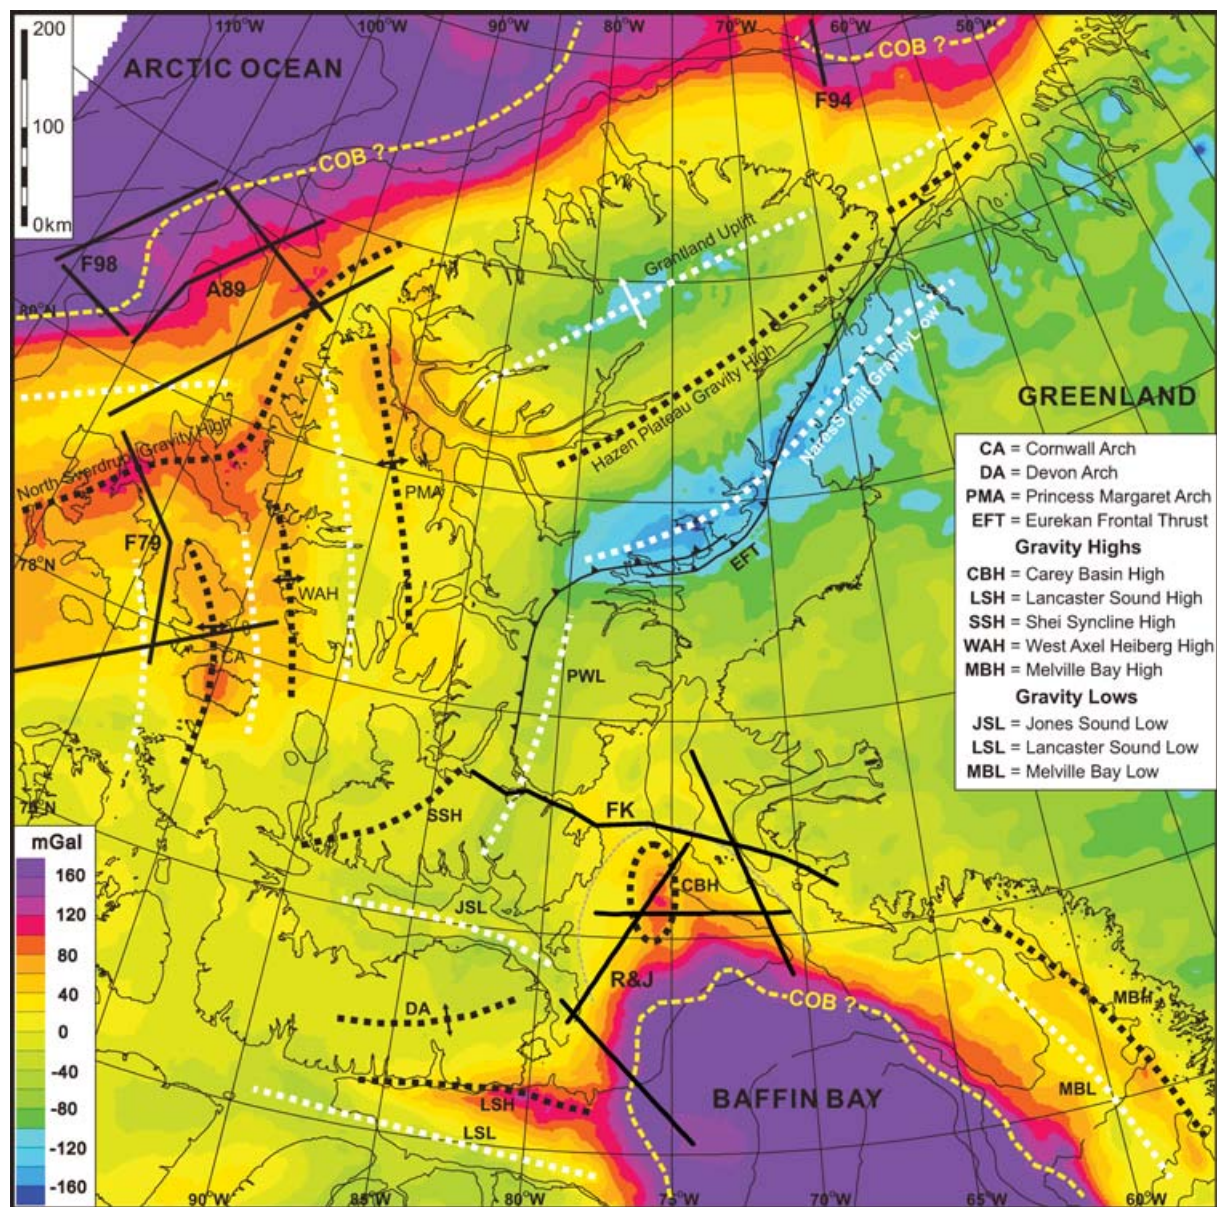 110°W
100°W
90°W
80°W
70°W
60°W
50°W
200
100
0km
ARCTIC OCEAN
COB ?
COB ?
F94
F98
A89
80°N
Grantland Uplift
Hazen Plateau Gravity High
Nares Strait Gravity Low
GREENLAND
North Sverdrup Gravity High
PMA
F79
78°N
WAH
CA
EFT
PWL
CA = Cornwall Arch
DA = Devon Arch
PMA = Princess Margaret Arch
EFT = Eurekan Frontal Thrust
Gravity Highs
CBH = Carey Basin High
LSH = Lancaster Sound High
SSH = Shei Syncline High
WAH = West Axel Heiberg High
MBH = Melville Bay High
Gravity Lows
JSL = Jones Sound Low
LSL = Lancaster Sound Low
MBL = Melville Bay Low
SSH
FK
CBH
JSL
R&J
DA
COB ?
MBH
MBL
LSH
LSL
BAFFIN BAY
mGal
160
120
80
40
0
-40
-80
-120
-160
90°W
85°W
80°W
75°W
70°W
65°W
60°W